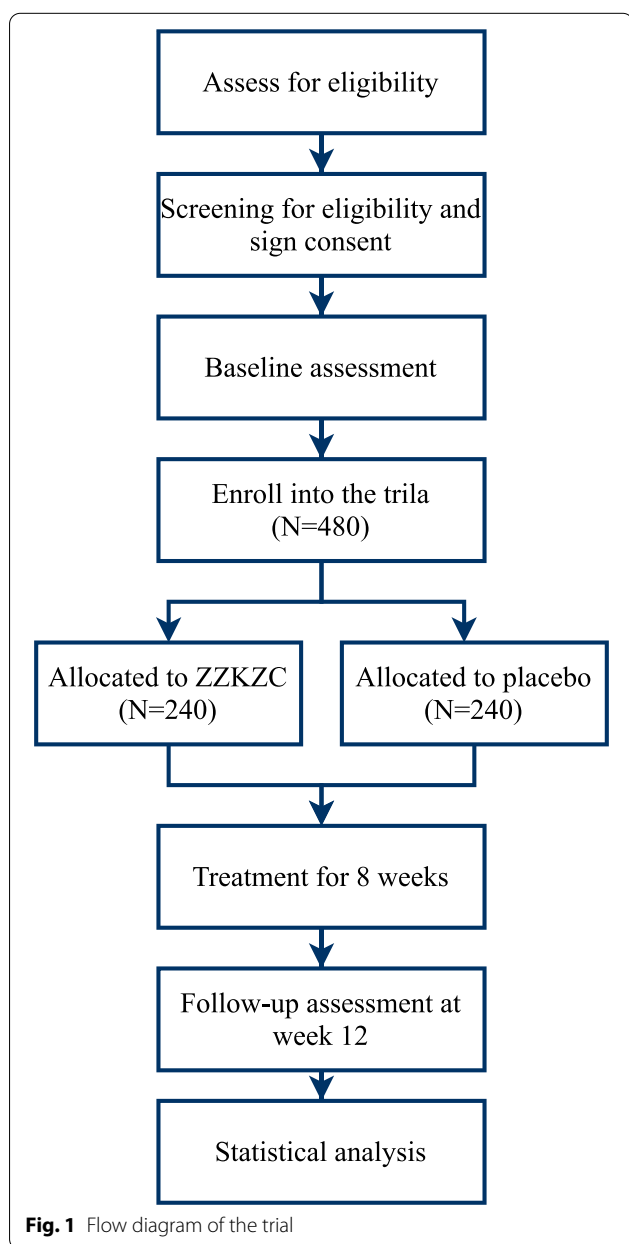 Assess for eligibility
Screening for eligibility and
sign consent
Baseline assessment
Enroll into the trila
(N=480)
Allocated to ZZKZC
(N=240)
Allocated to placebo
(N=240)
Treatment for 8 weeks
Follow-up assessment at
week 12
Statistical analysis
Fig. 1 Flow diagram of the trial